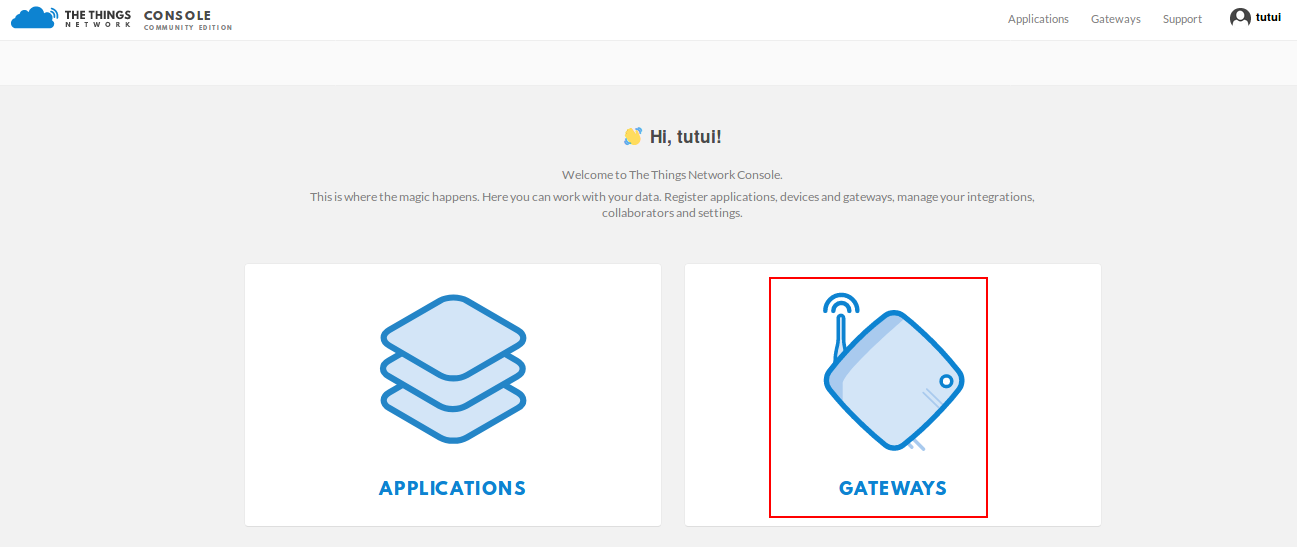 THE THINGS
NETWORK
CONSOLE
COMMUNITY EDITION
Applications
Gateways
Support
tutui
Hi, tutui!
Welcome to The Things Network Console.
This is where the magic happens. Here you can work with your data. Register applications, devices and gateways, manage your integrations,
collaborators and settings.
APPLICATIONS
GATEWAYS